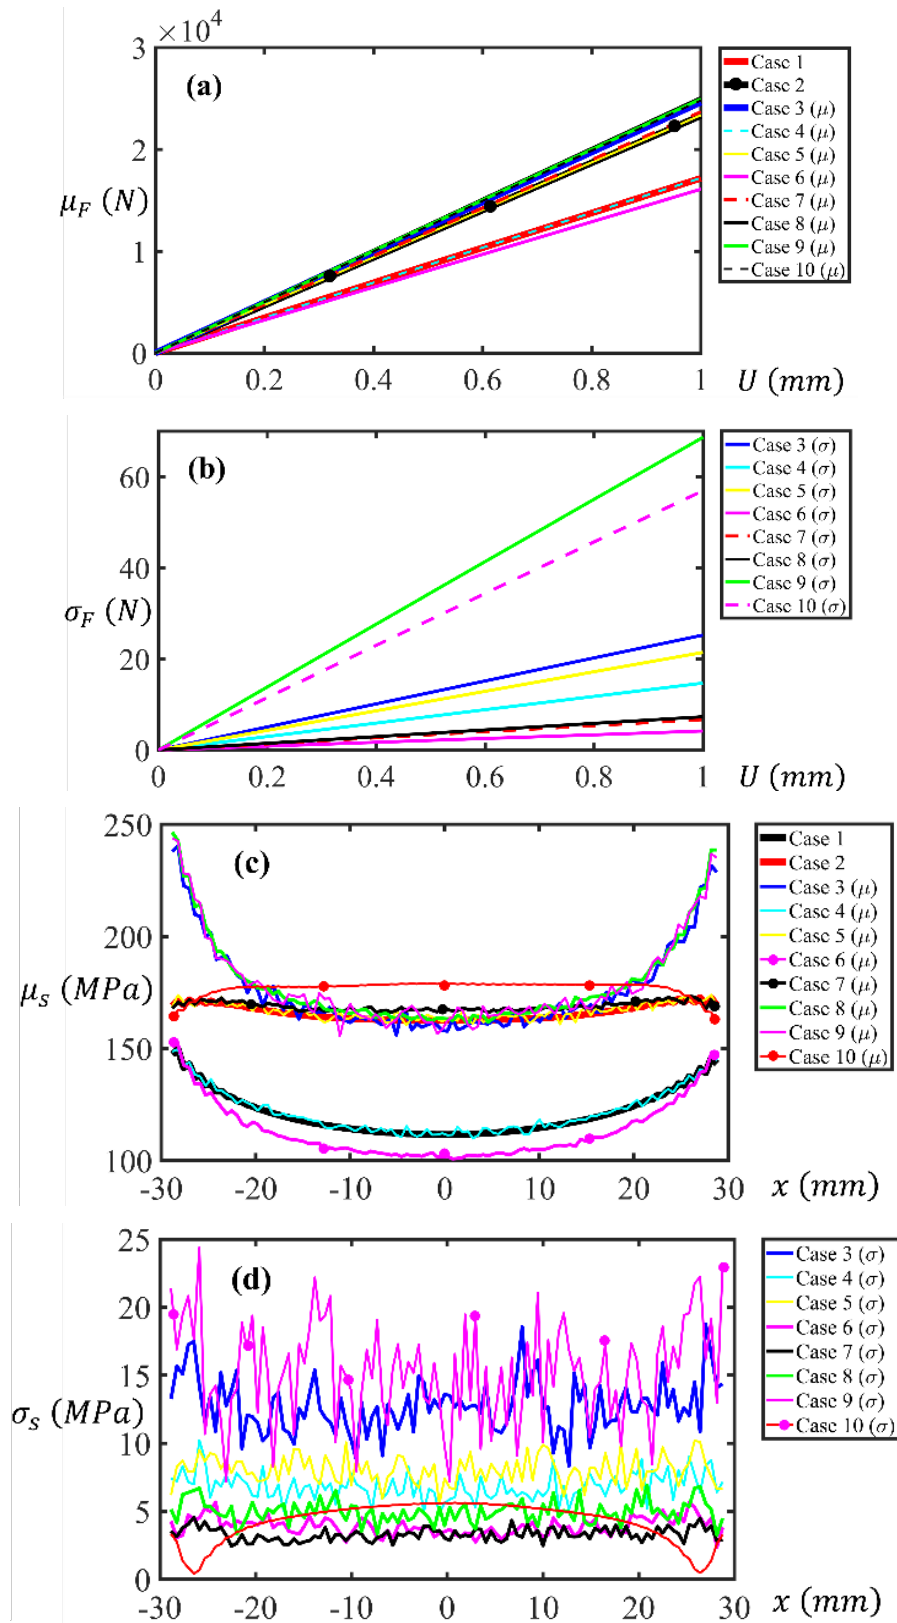 ×10⁴
3
2
1
0
(a)
μ_F (N)
0 0.2 0.4 0.6 0.8 1
U (mm)
Case 1
Case 2
Case 3 (μ)
Case 4 (μ)
Case 5 (μ)
Case 6 (μ)
Case 7 (μ)
Case 8 (μ)
Case 9 (μ)
Case 10 (μ)
60
40
20
0
(b)
σ_F (N)
0 0.2 0.4 0.6 0.8 1
U (mm)
Case 3 (σ)
Case 4 (σ)
Case 5 (σ)
Case 6 (σ)
Case 7 (σ)
Case 8 (σ)
Case 9 (σ)
Case 10 (σ)
250
200
150
100
(c)
μ_s (MPa)
-30 -20 -10 0 10 20 30
x (mm)
Case 1
Case 2
Case 3 (μ)
Case 4 (μ)
Case 5 (μ)
Case 6 (μ)
Case 7 (μ)
Case 8 (μ)
Case 9 (μ)
Case 10 (μ)
25
20
15
10
5
0
(d)
σ_s (MPa)
-30 -20 -10 0 10 20 30
x (mm)
Case 3 (σ)
Case 4 (σ)
Case 5 (σ)
Case 6 (σ)
Case 7 (σ)
Case 8 (σ)
Case 9 (σ)
Case 10 (σ)